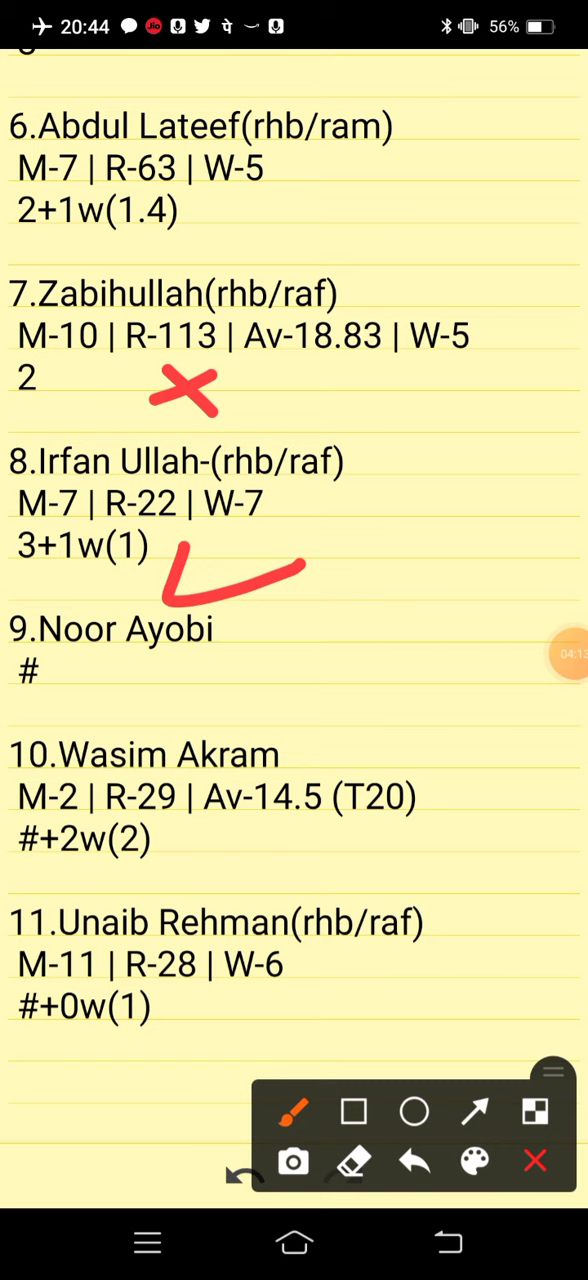 20:44
Jio
पे
56%
6.Abdul Lateef(rhb/ram)
M-7 | R-63 | W-5
2+1w(1.4)
7.Zabihullah(rhb/raf)
M-10 | R-113 | Av-18.83 | W-5
2
8.Irfan Ullah-(rhb/raf)
M-7 | R-22 | W-7
3+1w(1)
9.Noor Ayobi
#
04:13
10.Wasim Akram
M-2 | R-29 | Av-14.5 (T20)
#+2w(2)
11.Unaib Rehman(rhb/raf)
M-11 | R-28 | W-6
#+0w(1)